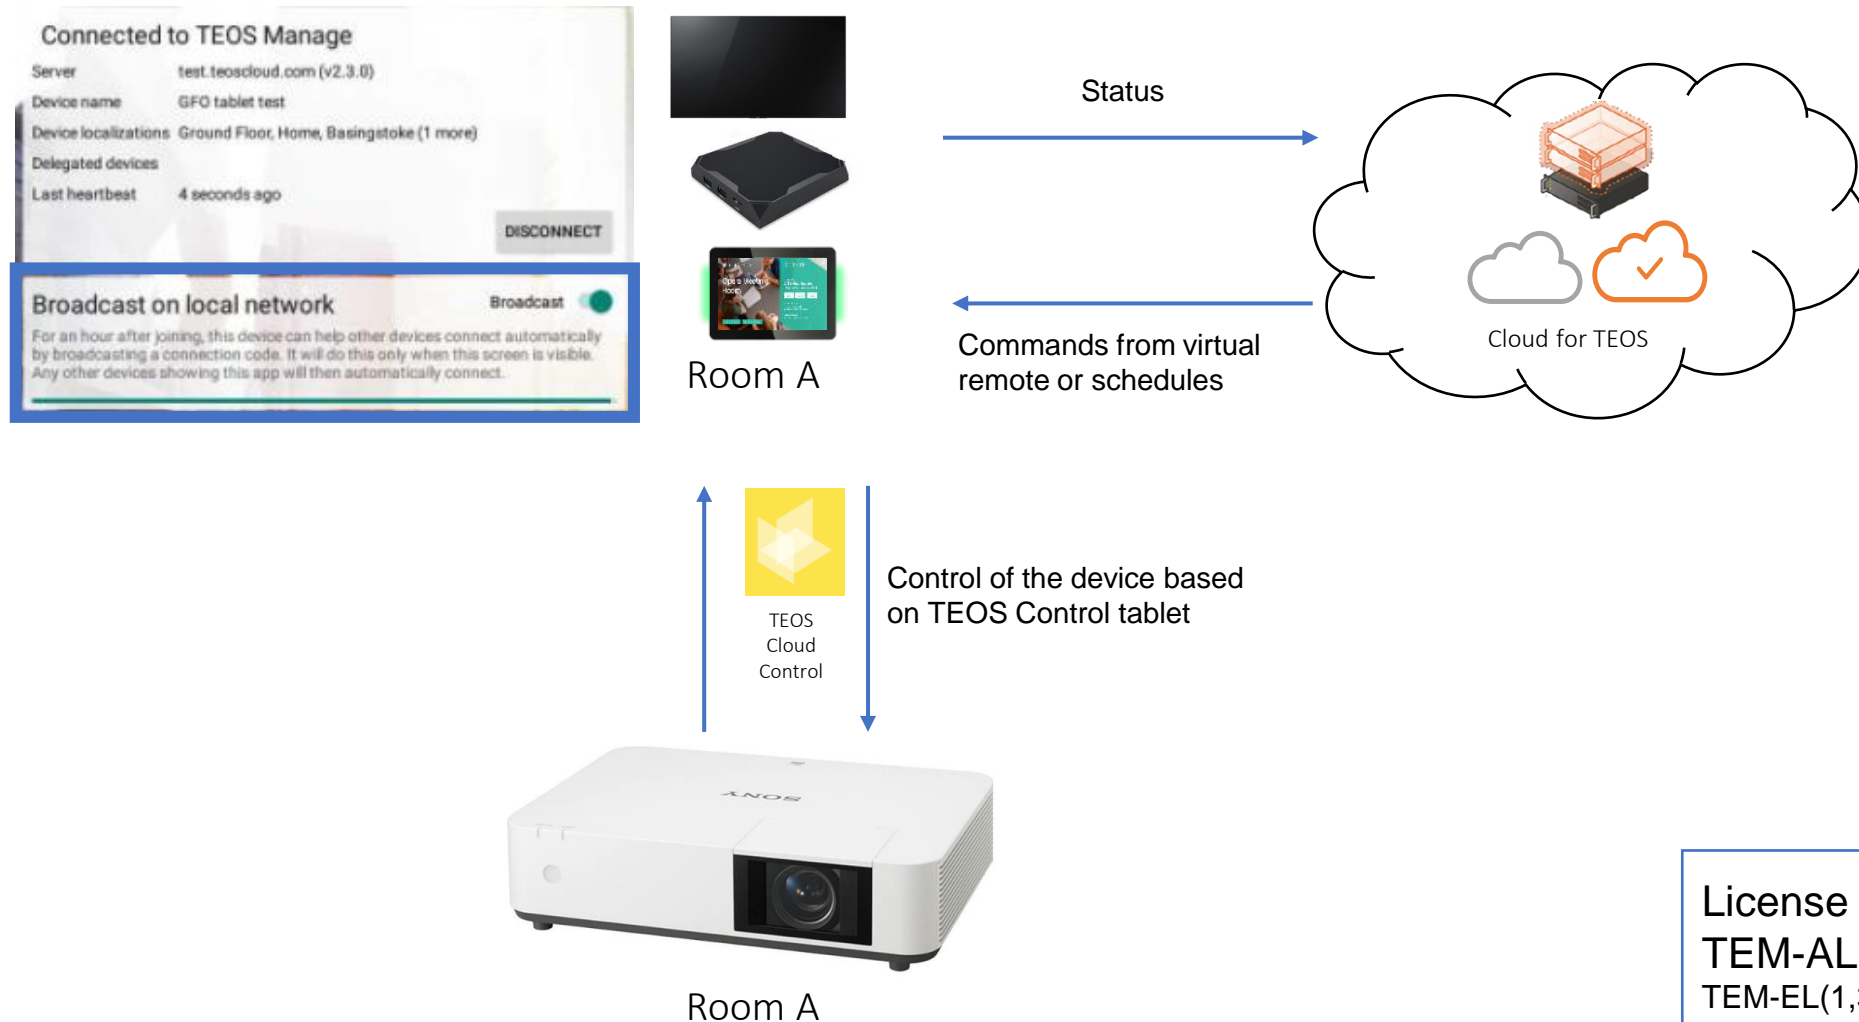 Connected to TEOS Manage
Server test.teoscloud.com (v2.3.0)
Device name GFO tablet test
Device localizations Ground Floor, Home, Basingstoke (1 more)
Delegated devices
Last heartbeat 4 seconds ago
DISCONNECT
Broadcast on local network Broadcast
For an hour after joining, this device can help other devices connect automatically
by broadcasting a connection code. It will do this only when this screen is visible.
Any other devices showing this app will then automatically connect.
Room A
Status
Commands from virtual
remote or schedules
Cloud for TEOS
TEOS
Cloud
Control
Control of the device based
on TEOS Control tablet
SONY
Room A
License
TEM-AL
TEM-EL(1,